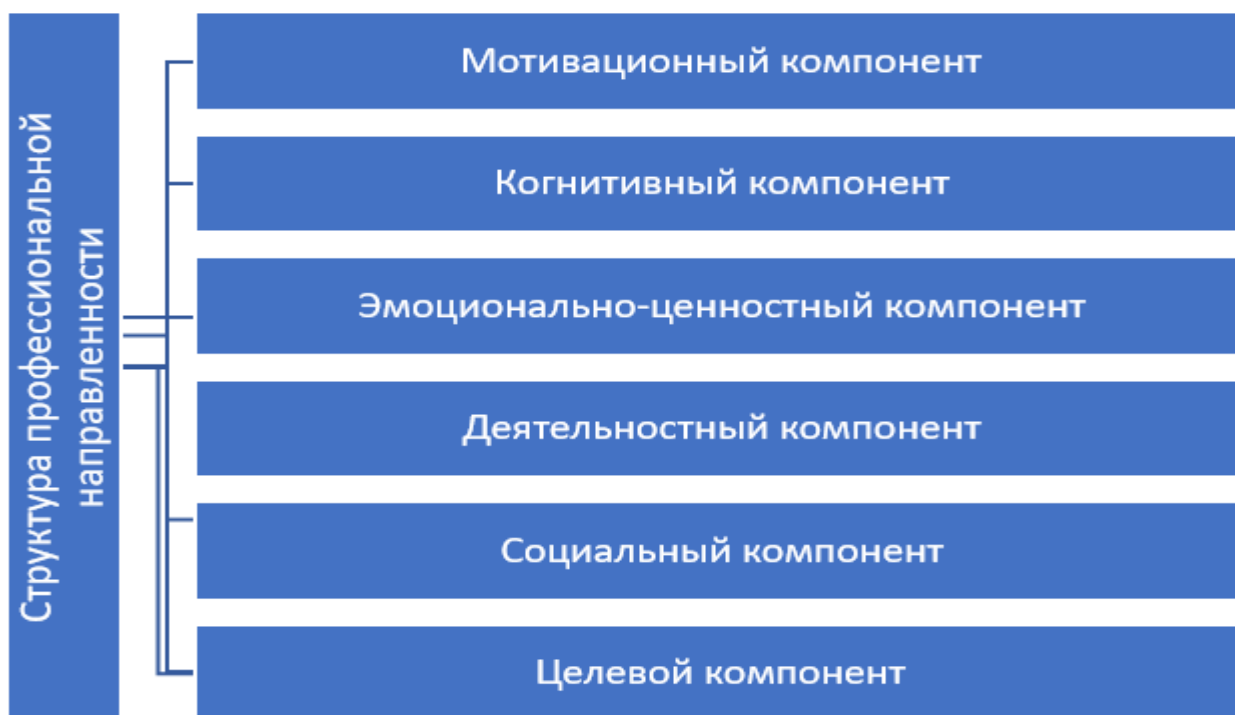 Структура профессиональной
направленности
Мотивационный компонент
Когнитивный компонент
Эмоционально-ценностный компонент
Деятельностный компонент
Социальный компонент
Целевой компонент